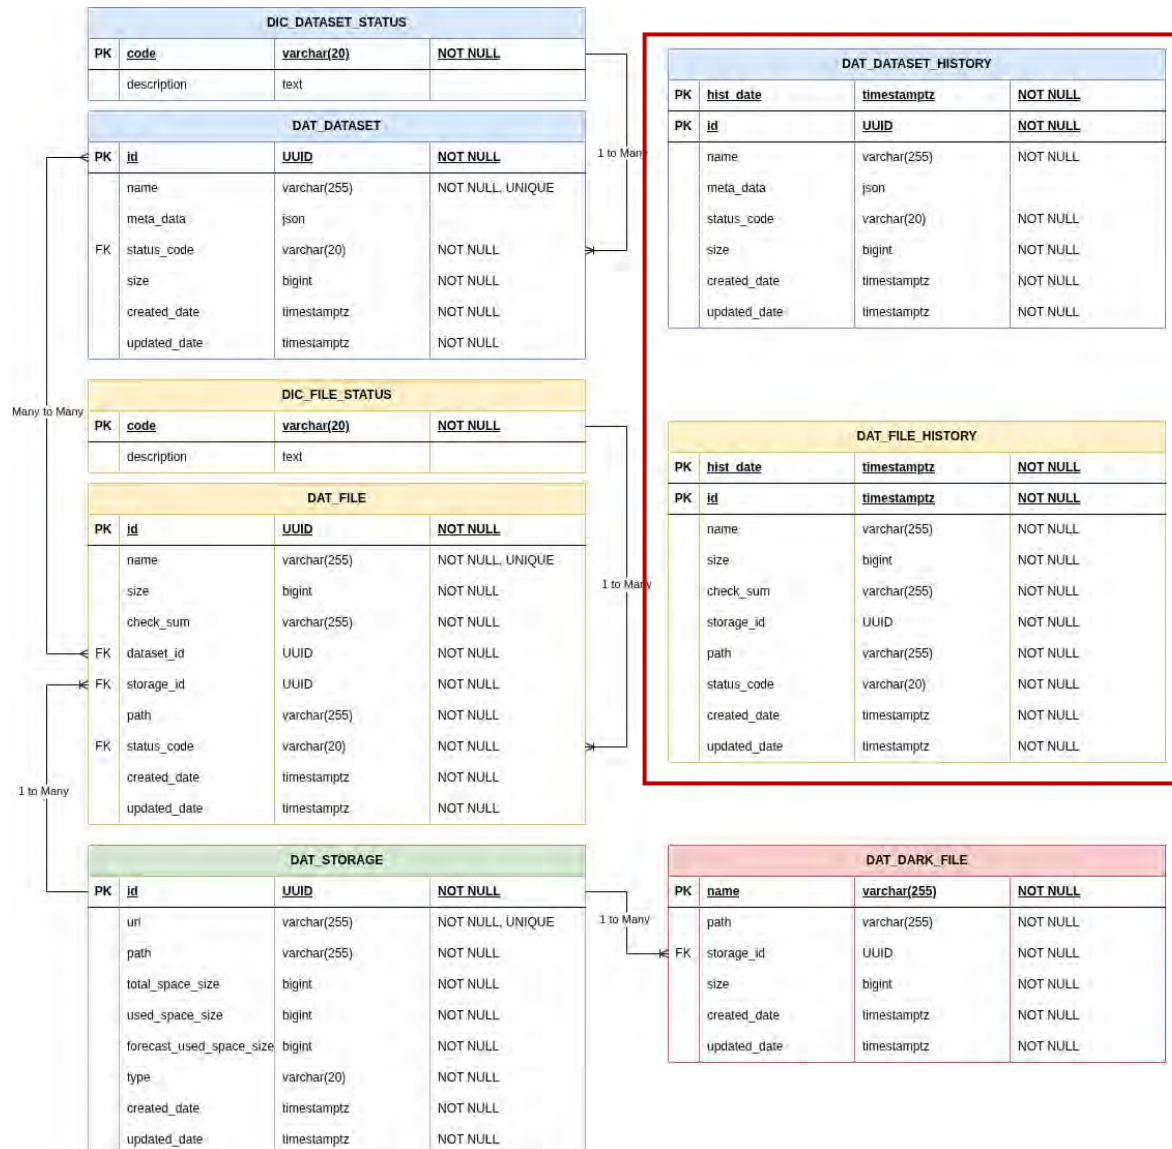 DIC_DATASET_STATUS
PK code varchar(20) NOT NULL
description text
DAT_DATASET
PK id UUID NOT NULL
name varchar(255) NOT NULL, UNIQUE
meta_data json
FK status_code varchar(20) NOT NULL
size bigint NOT NULL
created_date timestamptz NOT NULL
updated_date timestamptz NOT NULL
1 to Many
Many to Many
DIC_FILE_STATUS
PK code varchar(20) NOT NULL
description text
DAT_FILE
PK id UUID NOT NULL
name varchar(255) NOT NULL, UNIQUE
size bigint NOT NULL
check_sum varchar(255) NOT NULL
FK dataset_id UUID NOT NULL
FK storage_id UUID NOT NULL
path varchar(255) NOT NULL
FK status_code varchar(20) NOT NULL
created_date timestamptz NOT NULL
updated_date timestamptz NOT NULL
1 to Many
1 to Many
DAT_STORAGE
PK id UUID NOT NULL
url varchar(255) NOT NULL, UNIQUE
path varchar(255) NOT NULL
total_space_size bigint NOT NULL
used_space_size bigint NOT NULL
forecast_used_space_size bigint NOT NULL
type varchar(20) NOT NULL
created_date timestamptz NOT NULL
updated_date timestamptz NOT NULL
1 to Many
DAT_DATASET_HISTORY
PK hist_date timestamptz NOT NULL
PK id UUID NOT NULL
name varchar(255) NOT NULL
meta_data json
status_code varchar(20) NOT NULL
size bigint NOT NULL
created_date timestamptz NOT NULL
updated_date timestamptz NOT NULL
DAT_FILE_HISTORY
PK hist_date timestamptz NOT NULL
PK id timestamptz NOT NULL
name varchar(255) NOT NULL
size bigint NOT NULL
check_sum varchar(255) NOT NULL
storage_id UUID NOT NULL
path varchar(255) NOT NULL
status_code varchar(20) NOT NULL
created_date timestamptz NOT NULL
updated_date timestamptz NOT NULL
DAT_DARK_FILE
PK name varchar(255) NOT NULL
path varchar(255) NOT NULL
FK storage_id UUID NOT NULL
size bigint NOT NULL
created_date timestamptz NOT NULL
updated_date timestamptz NOT NULL